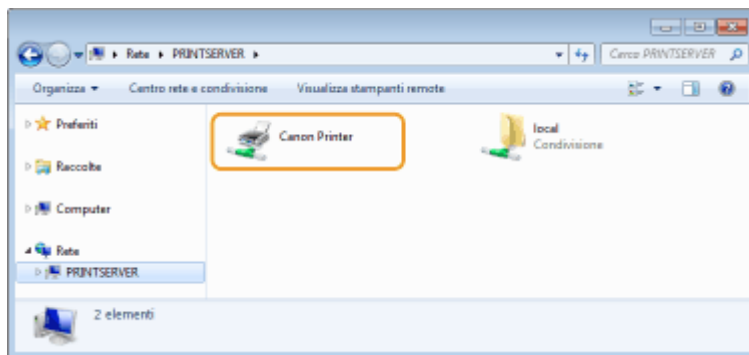 Rete ▸ PRINTSERVER ▸
Cerca PRINTSERVER
Organizza
Centro rete e condivisione
Visualizza stampanti remote
Preferiti
Canon Printer
local
Condivisione
Raccolte
Computer
Rete
PRINTSERVER
2 elementi